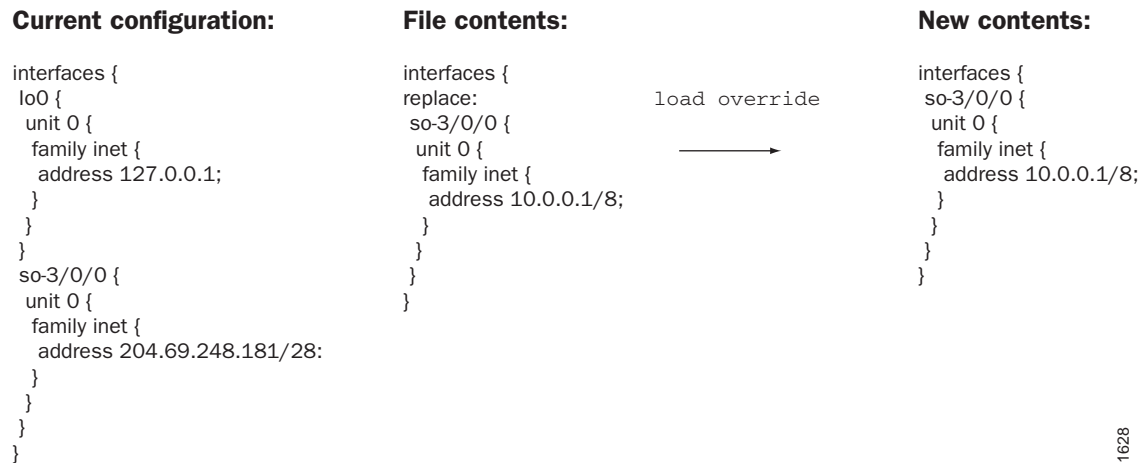 Current configuration:
interfaces {
lo0 {
unit 0 {
family inet {
address 127.0.0.1;
}
}
}
so-3/0/0 {
unit 0 {
family inet {
address 204.69.248.181/28:
}
}
}
}
File contents:
interfaces {
replace:
so-3/0/0 {
unit 0 {
family inet {
address 10.0.0.1/8;
}
}
}
}
load override
New contents:
interfaces {
so-3/0/0 {
unit 0 {
family inet {
address 10.0.0.1/8;
}
}
}
}
1628